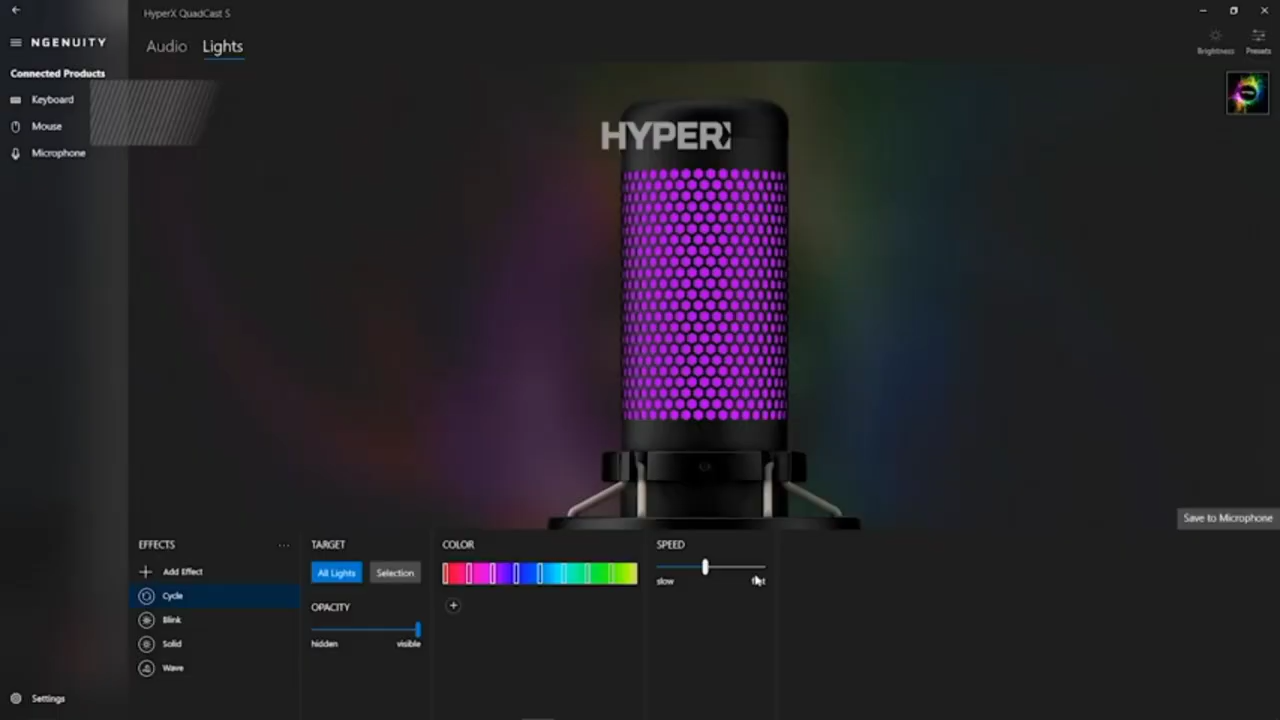 HyperX QuadCast S
NGENUITY
Audio Lights
Brightness Presets
Connected Products
Keyboard
Mouse
Microphone
HYPERX
Save to Microphone
EFFECTS ...
Add Effect
Cycle
Blink
Solid
Wave
TARGET
All Lights Selection
OPACITY
hidden visible
COLOR
SPEED
slow
Settings